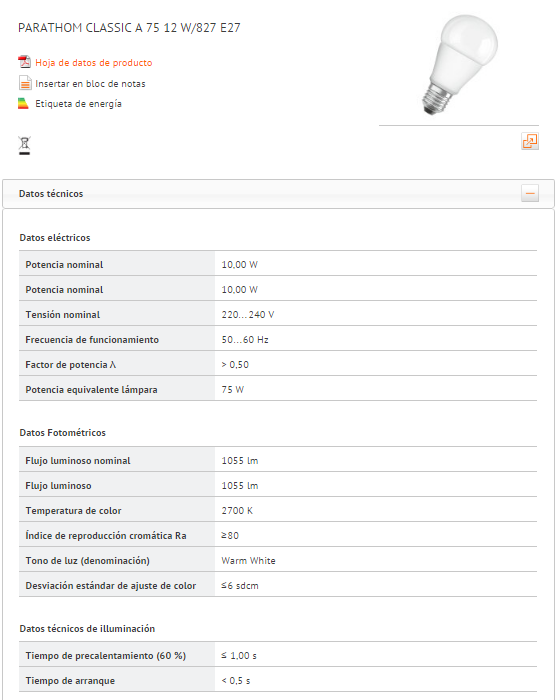 PARATHOM CLASSIC A 75 12 W/827 E27
Hoja de datos de producto
Insertar en bloc de notas
Etiqueta de energía
Datos técnicos
Datos eléctricos
Potencia nominal 10,00 W
Potencia nominal 10,00 W
Tensión nominal 220...240 V
Frecuencia de funcionamiento 50...60 Hz
Factor de potencia λ > 0,50
Potencia equivalente lámpara 75 W
Datos Fotométricos
Flujo luminoso nominal 1055 lm
Flujo luminoso 1055 lm
Temperatura de color 2700 K
Índice de reproducción cromática Ra ≥80
Tono de luz (denominación) Warm White
Desviación estándar de ajuste de color ≤6 sdcm
Datos técnicos de illuminación
Tiempo de precalentamiento (60 %) ≤ 1,00 s
Tiempo de arranque < 0,5 s